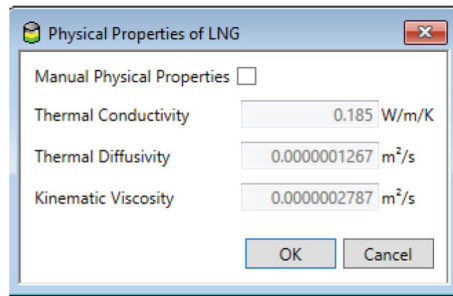 Physical Properties of LNG
Manual Physical Properties
Thermal Conductivity 0.185 W/m/K
Thermal Diffusivity 0.0000001267 m²/s
Kinematic Viscosity 0.0000002787 m²/s
OK Cancel